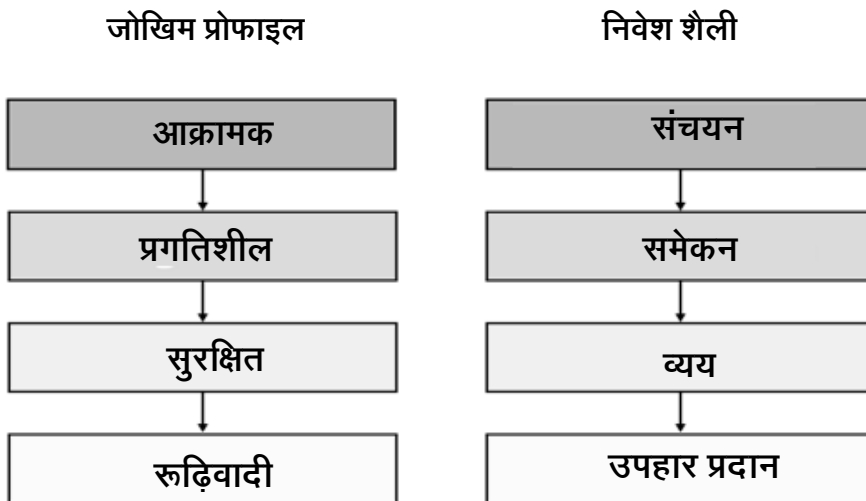 जोखिम प्रोफाइल
आक्रामक
प्रगतिशील
सुरक्षित
रूढ़िवादी
निवेश शैली
संचयन
समेकन
व्यय
उपहार प्रदान